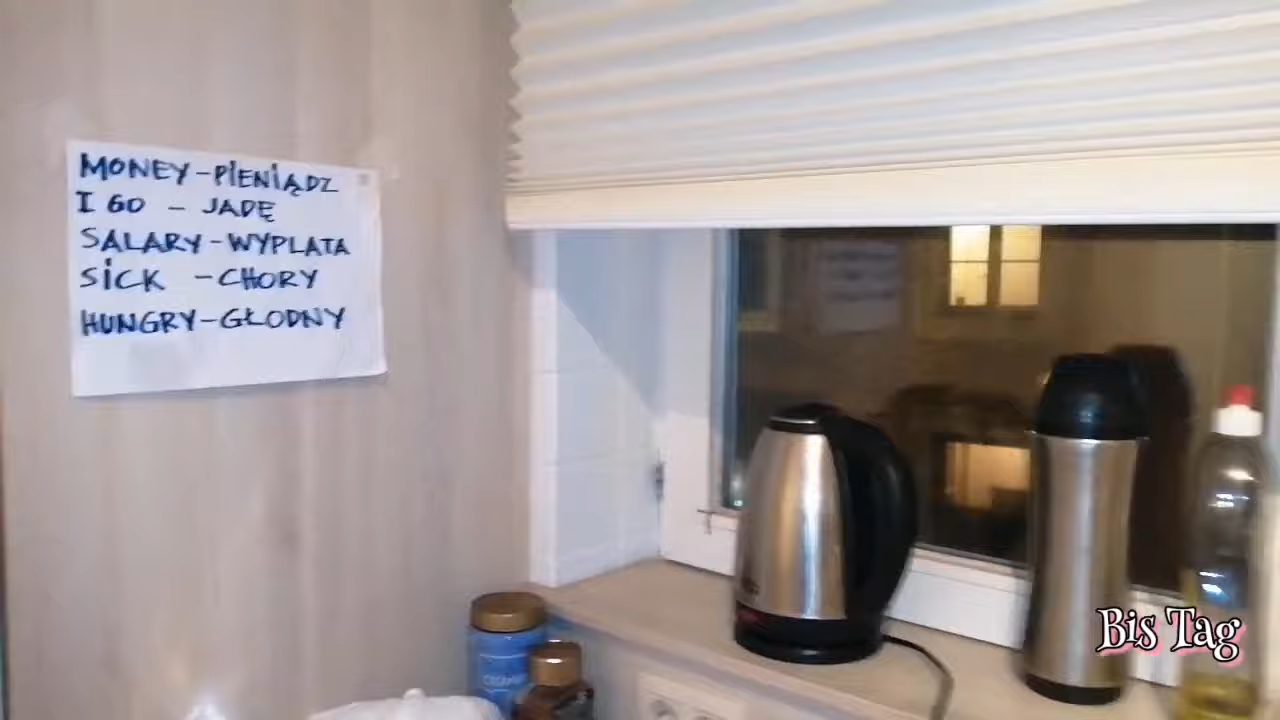 MONEY-PIENIĄDZ
I GO - JADĘ
SALARY-WYPLATA
SICK -CHORY
HUNGRY-GŁODNY
Bis Tag